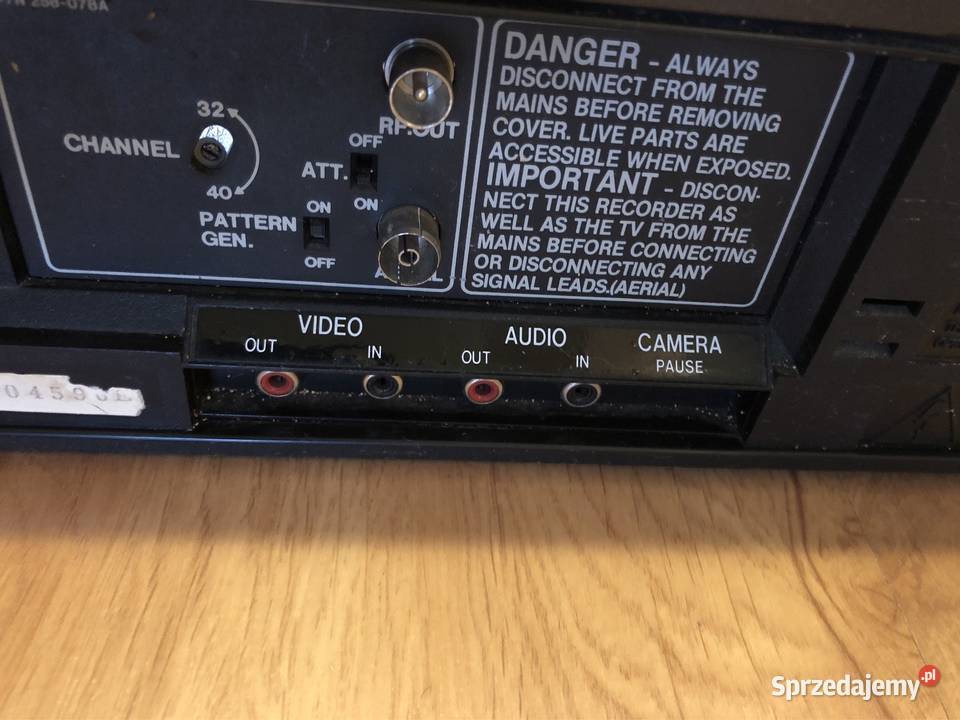 256-078A
32
CHANNEL
40
RF.OUT
OFF
ATT.
ON
PATTERN
GEN.
ON
OFF
DANGER - ALWAYS
DISCONNECT FROM THE
MAINS BEFORE REMOVING
COVER. LIVE PARTS ARE
ACCESSIBLE WHEN EXPOSED.
IMPORTANT - DISCON-
NECT THIS RECORDER AS
WELL AS THE TV FROM THE
MAINS BEFORE CONNECTING
OR DISCONNECTING ANY
SIGNAL LEADS.(AERIAL)
VIDEO
OUT
IN
AUDIO
OUT
IN
CAMERA
PAUSE
Sprzedajemy.pl